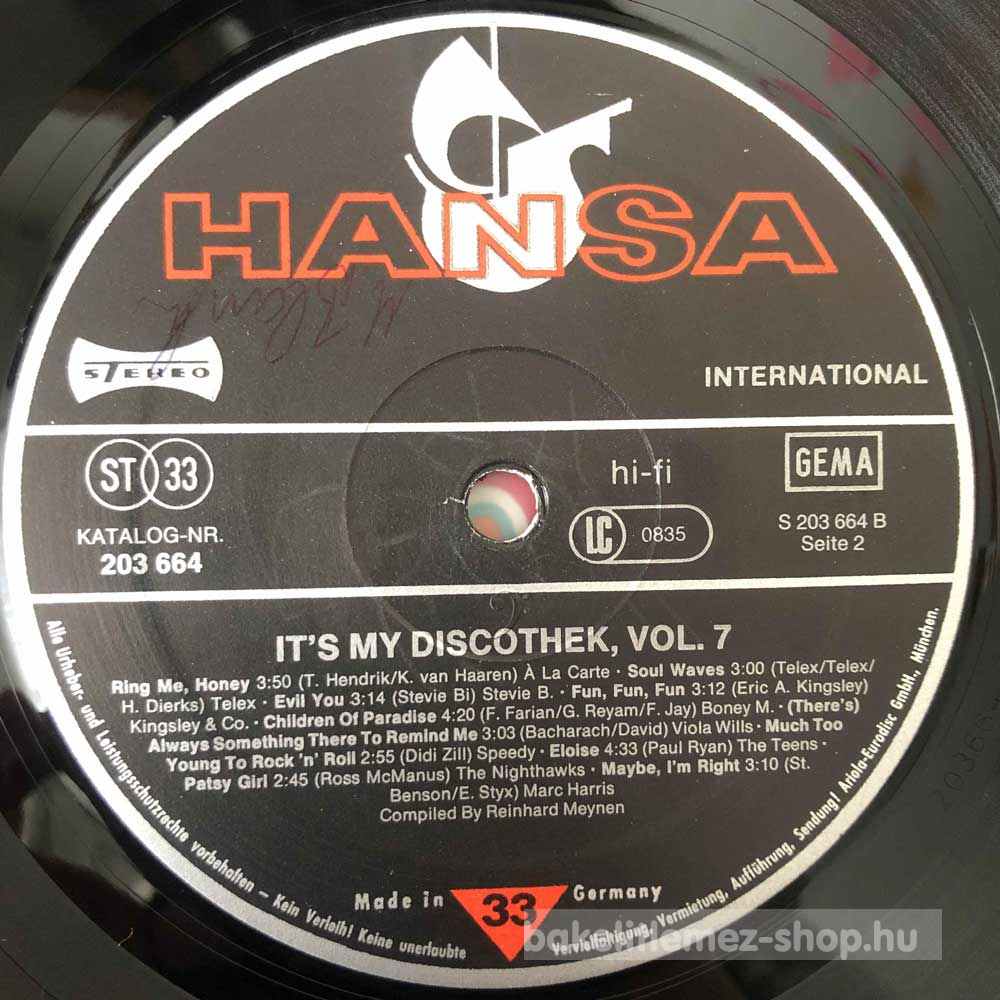 HANSA
STEREO
INTERNATIONAL
ST 33
KATALOG-NR.
203 664
hi-fi
GEMA
LC 0835
S 203 664 B
Seite 2
IT'S MY DISCOTHEK, VOL. 7
Ring Me, Honey 3:50 (T. Hendrik/K. van Haaren) À La Carte · Soul Waves 3:00 (Telex/Telex/
H. Dierks) Telex · Evil You 3:14 (Stevie Bi) Stevie B. · Fun, Fun, Fun 3:12 (Eric A. Kingsley)
Kingsley & Co. · Children Of Paradise 4:20 (F. Farian/G. Reyam/F. Jay) Boney M. · (There's)
Always Something There To Remind Me 3:03 (Bacharach/David) Viola Wills · Much Too
Young To Rock 'n' Roll 2:55 (Didi Zill) Speedy · Eloise 4:33 (Paul Ryan) The Teens ·
Patsy Girl 2:45 (Ross McManus) The Nighthawks · Maybe, I'm Right 3:10 (St.
Benson/E. Styx) Marc Harris
Compiled By Reinhard Meynen
Made in 33 Germany
Alle Urheber- und Leistungsschutzrechte vorbehalten – Kein Verleih! Keine unerlaubte Vervielfältigung, Vermietung, Aufführung, Sendung! Ariola-Eurodisc GmbH., München.
bakelitlemez-shop.hu